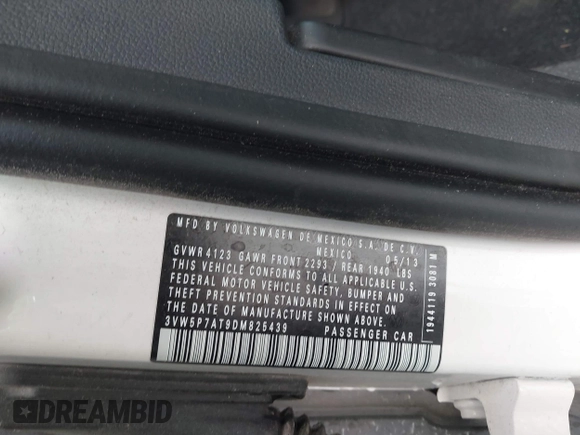 MFD BY VOLKSWAGEN DE MEXICO S.A. DE C.V.
MEXICO 05/13
GVWR 4123 GAWR FRONT 2293 / REAR 1940 LBS
THIS VEHICLE CONFORMS TO ALL APPLICABLE U.S.
FEDERAL MOTOR VEHICLE SAFETY, BUMPER AND
THEFT PREVENTION STANDARDS IN EFFECT ON
THE DATE OF MANUFACTURE SHOWN ABOVE.
3VW5P7AT9DM825439 PASSENGER CAR
1944119 3081 M
DREAMBID